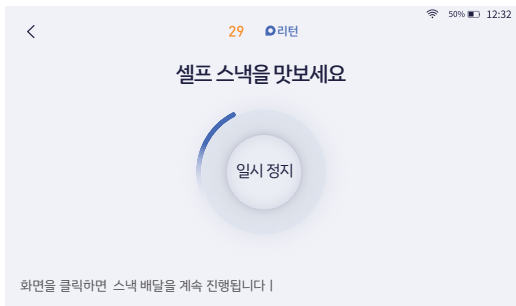 50% 12:32
29 리턴
셀프 스낵을 맛보세요
일시 정지
화면을 클릭하면 스낵 배달을 계속 진행됩니다 |